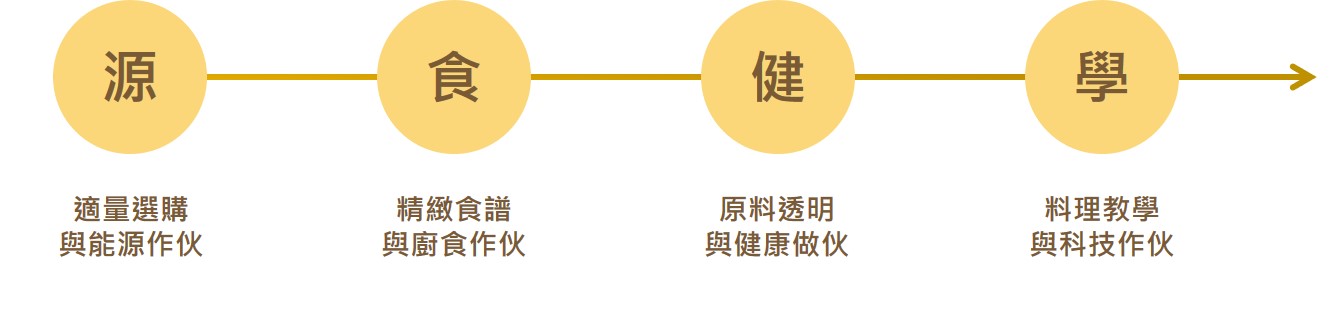 源
食
健
學
適量選購
與能源作伙
精緻食譜
與廚食作伙
原料透明
與健康做伙
料理教學
與科技作伙